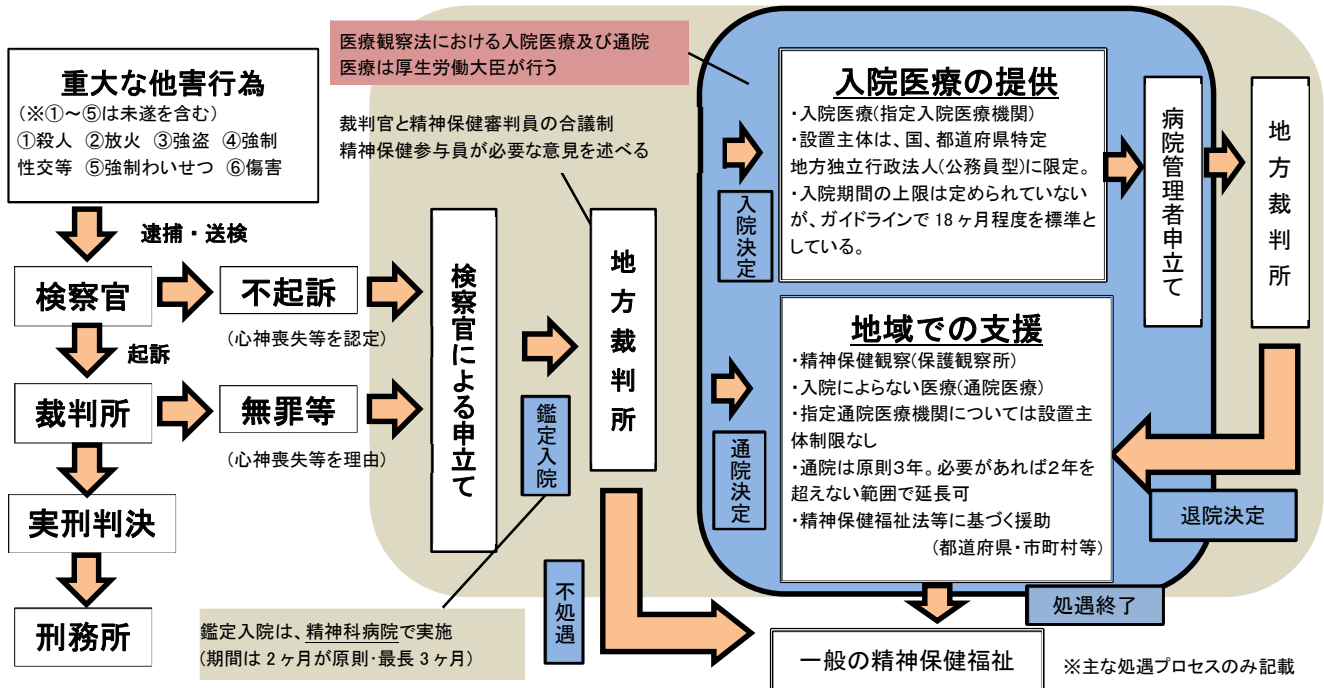 重大な他害行為
(※①～⑤は未遂を含む)
①殺人 ②放火 ③強盗 ④強制
性交等 ⑤強制わいせつ ⑥傷害
逮捕・送検
検察官
不起訴
(心神喪失等を認定)
起訴
裁判所
無罪等
(心神喪失等を理由)
実刑判決
刑務所
医療観察法における入院医療及び通院
医療は厚生労働大臣が行う
裁判官と精神保健審判員の合議制
精神保健参与員が必要な意見を述べる
検察官による申立て
鑑定入院
地方裁判所
鑑定入院は、精神科病院で実施
(期間は2ヶ月が原則・最長3ヶ月)
入院決定
通院決定
不処遇
入院医療の提供
・入院医療(指定入院医療機関)
・設置主体は、国、都道府県特定
地方独立行政法人(公務員型)に限定。
・入院期間の上限は定められていない
が、ガイドラインで18ヶ月程度を標準と
している。
地域での支援
・精神保健観察(保護観察所)
・入院によらない医療(通院医療)
・指定通院医療機関については設置主
体制限なし
・通院は原則3年。必要があれば2年を
超えない範囲で延長可
・精神保健福祉法等に基づく援助
(都道府県・市町村等)
病院管理者申立て
地方裁判所
退院決定
処遇終了
一般の精神保健福祉
※主な処遇プロセスのみ記載